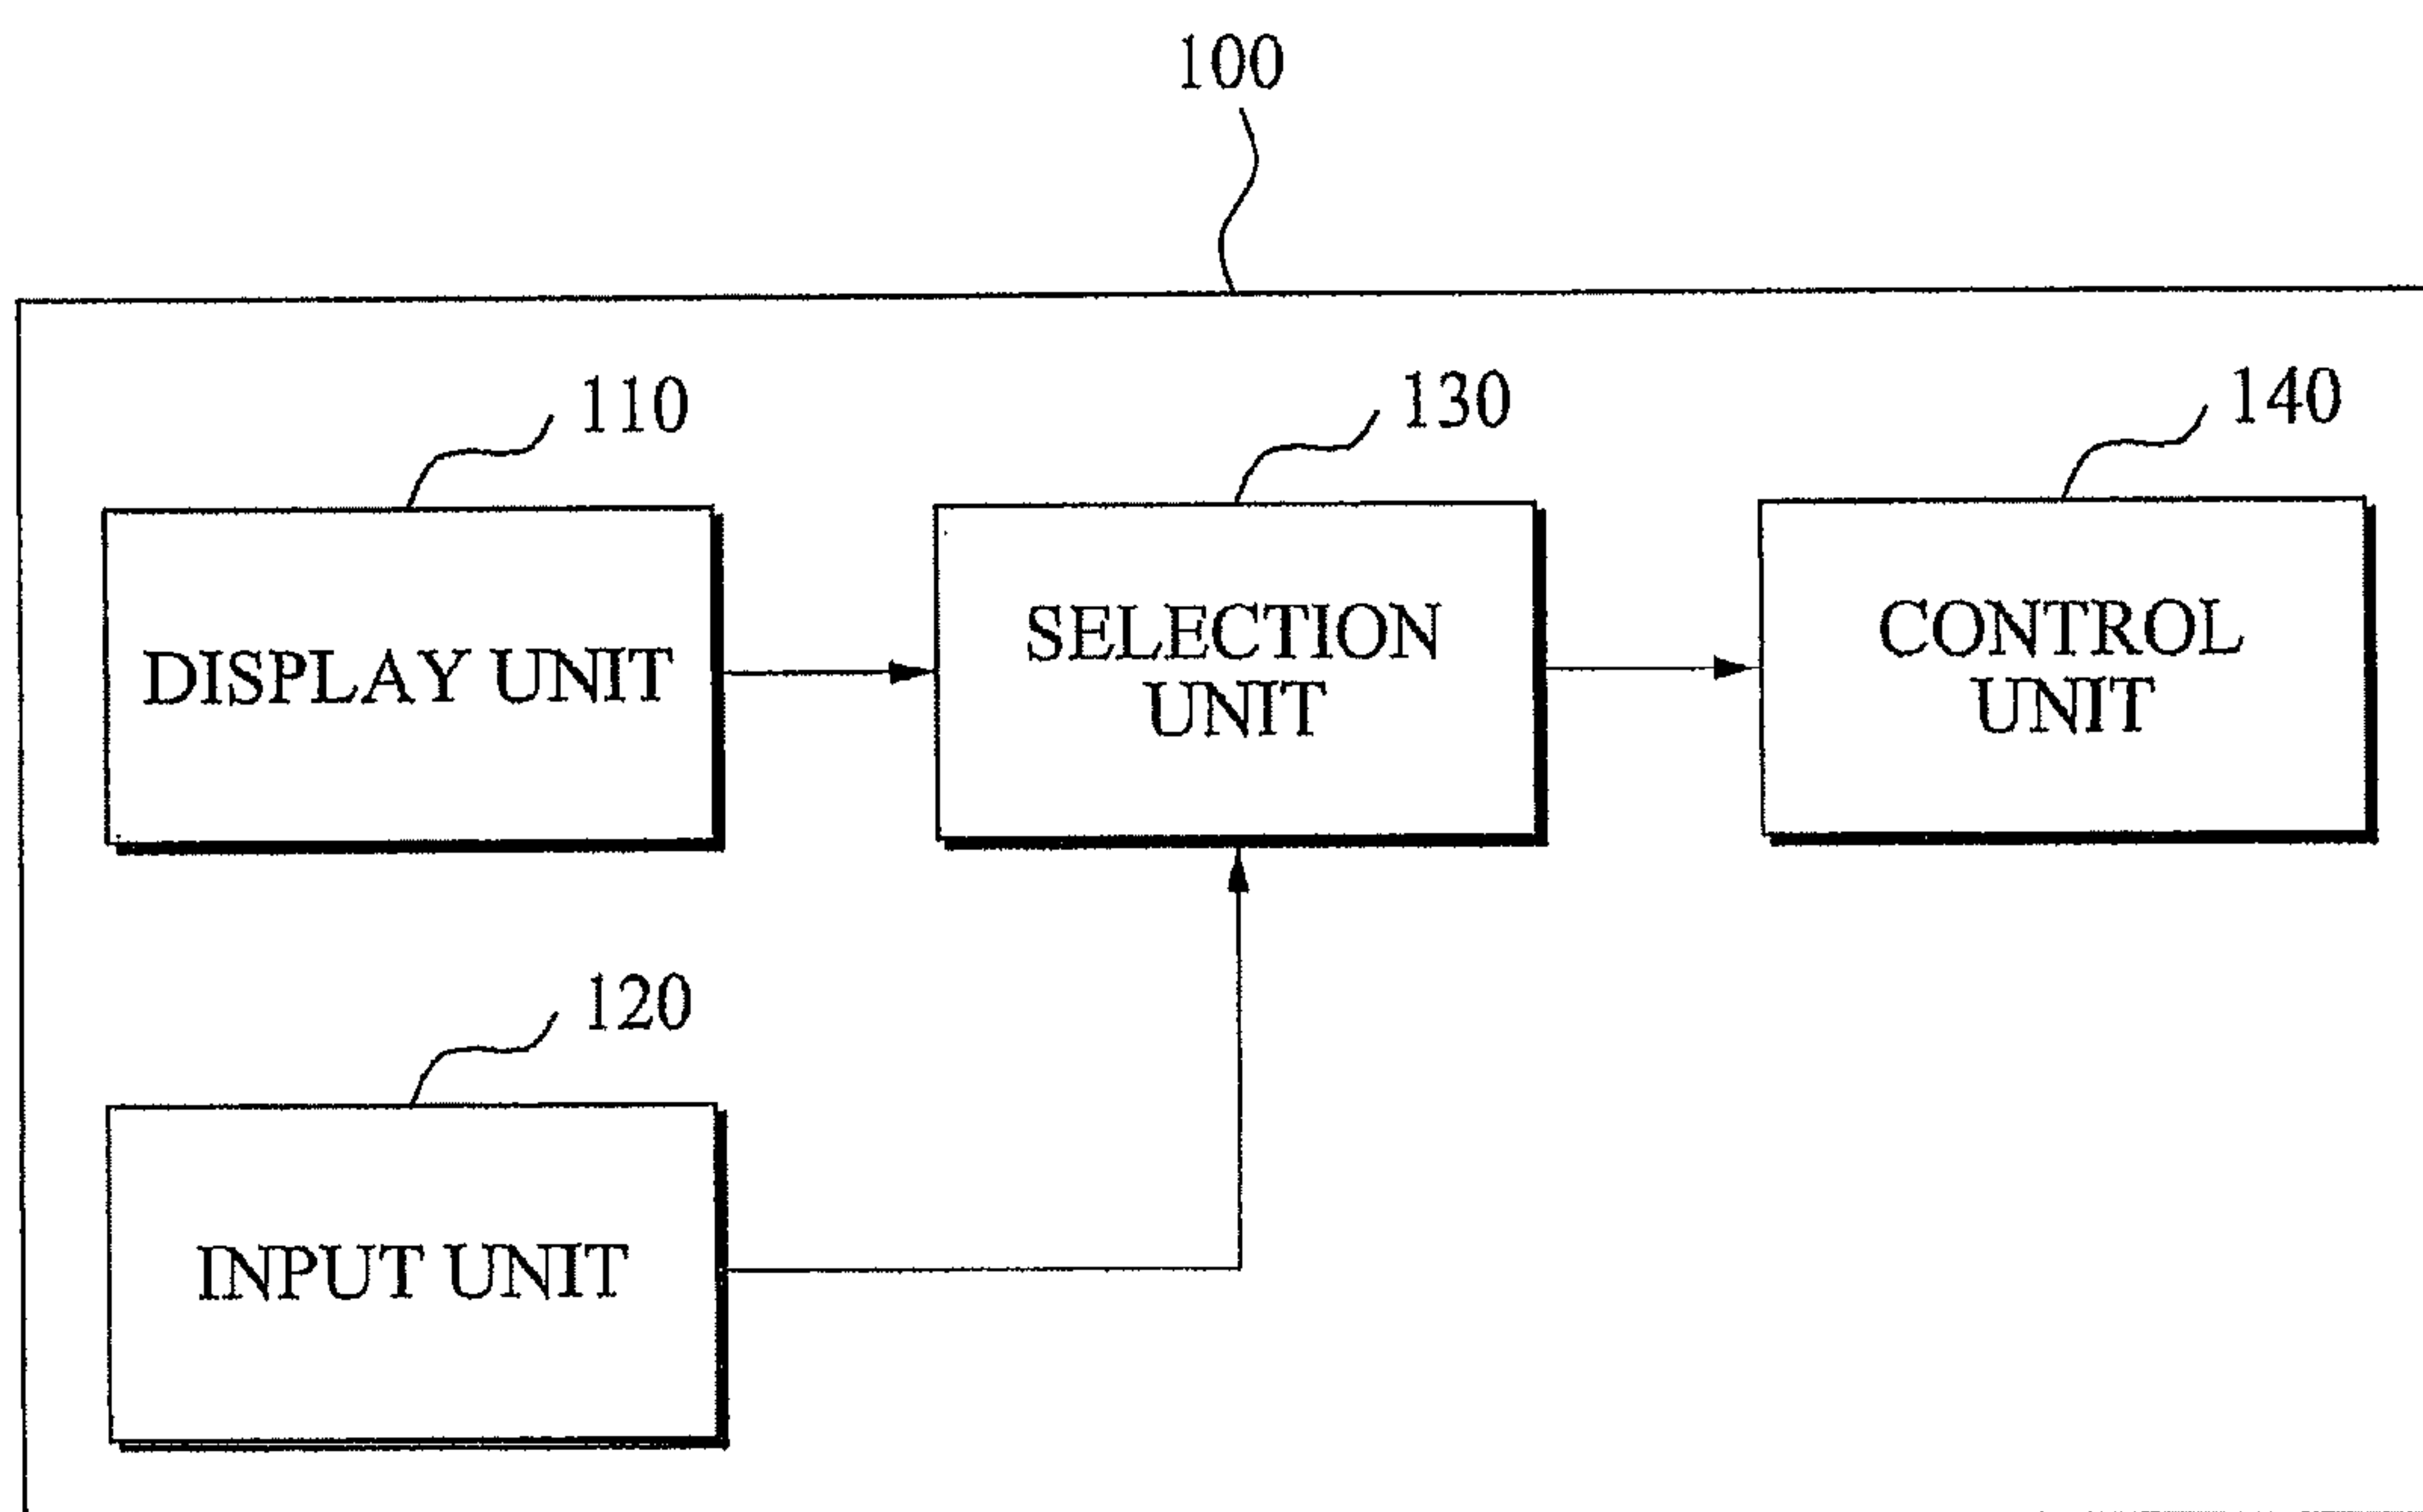 100
110
130
140
DISPLAY UNIT
SELECTION
UNIT
CONTROL
UNIT
120
INPUT UNIT